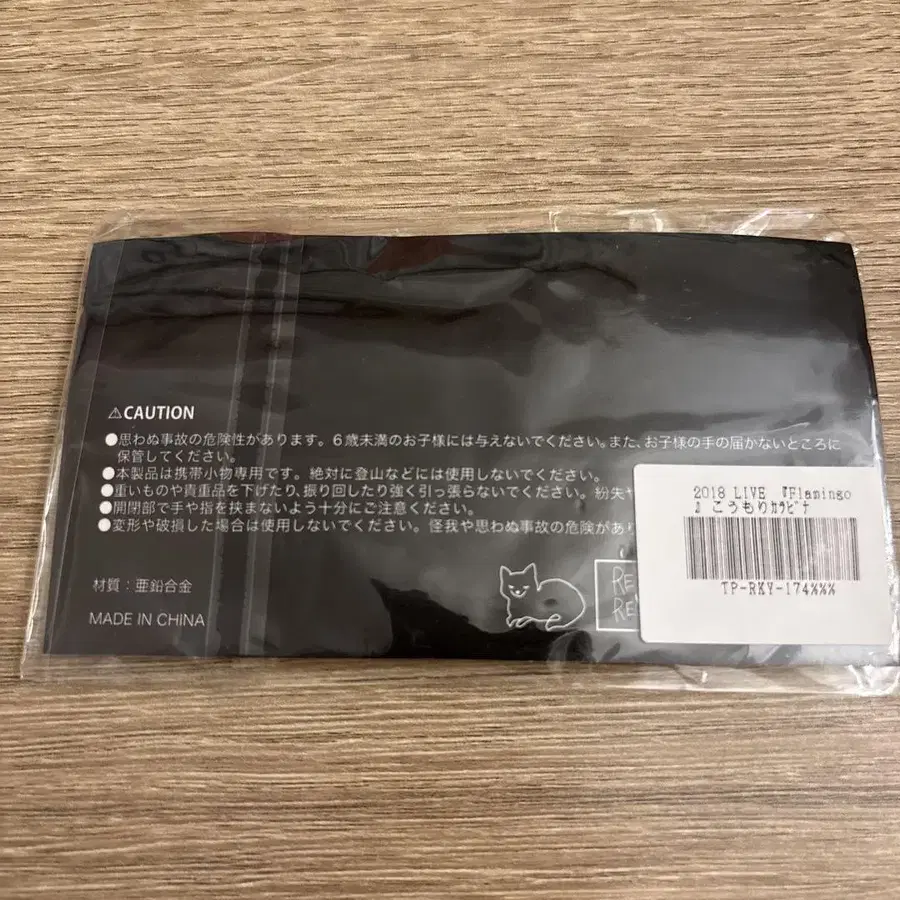 ⚠CAUTION
●思わぬ事故の危険性があります。6歳未満のお子様には与えないでください。また、お子様の手の届かないところに
保管してください。
●本製品は携帯小物専用です。絶対に登山などには使用しないでください。
●重いものや貴重品を下げたり、振り回したり強く引っ張らないでください。紛失や
●開閉部で手や指を挟まないよう十分にご注意ください。
●変形や破損した場合は使用しないでください。怪我や思わぬ事故の危険があり
材質：亜鉛合金
MADE IN CHINA
2018 LIVE 『Flamingo
』こうもりｶﾗﾋﾞﾅ
TP-RKY-174%%%